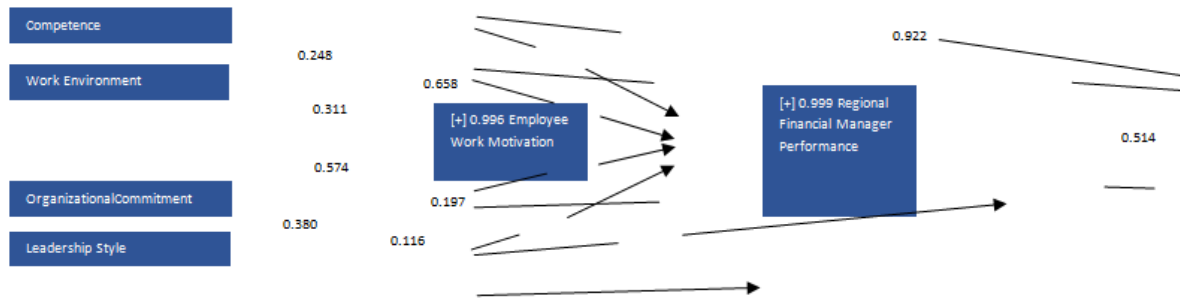 Competence
0.922
0.248
Work Environment
0.658
0.311
[+] 0.996 Employee
Work Motivation
[+] 0.999 Regional
Financial Manager
Performance
0.514
0.574
OrganizationalCommitment
0.197
0.380
Leadership Style
0.116